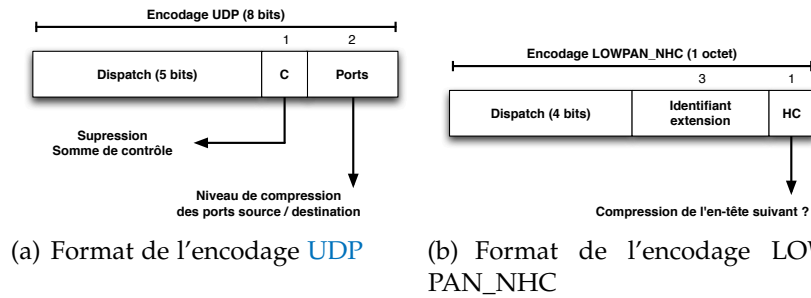 Encodage UDP (8 bits)
1
2
Dispatch (5 bits)
C
Ports
Supression
Somme de contrôle
Niveau de compression
des ports source / destination
(a) Format de l'encodage UDP
Encodage LOWPAN_NHC (1 octet)
3
1
Dispatch (4 bits)
Identifiant
extension
HC
Compression de l'en-tête suivant ?
(b) Format de l'encodage LOW
PAN_NHC